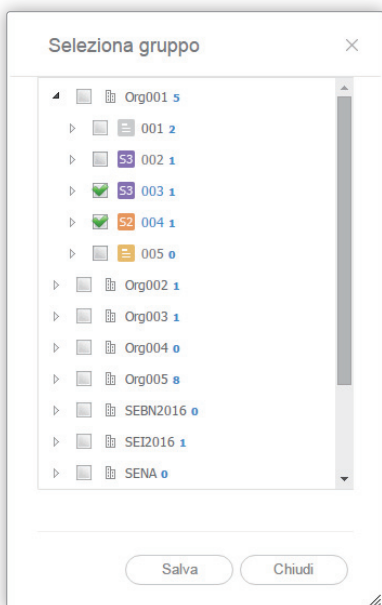 Seleziona gruppo
Org001 5
001 2
S3 002 1
S3 003 1
S2 004 1
005 0
Org002 1
Org003 1
Org004 0
Org005 8
SEBN2016 0
SEI2016 1
SENA 0
Salva Chiudi